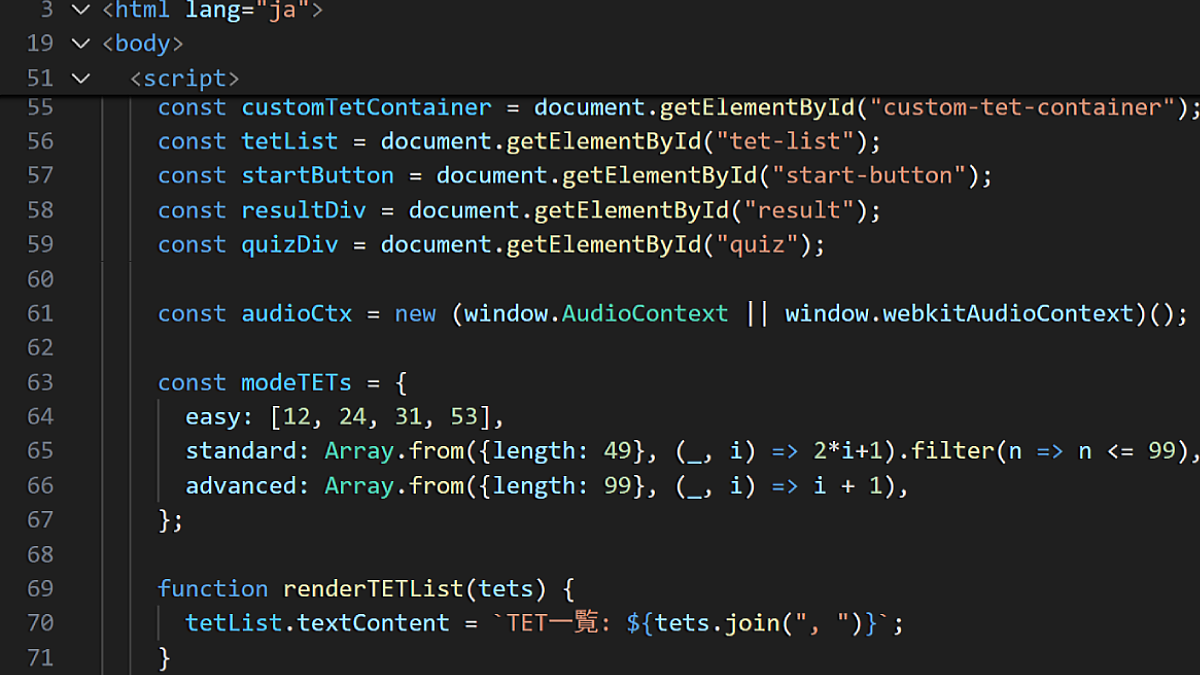 3 <html lang="ja">
19 <body>
51 <script>
55 const customTetContainer = document.getElementById("custom-tet-container");
56 const tetList = document.getElementById("tet-list");
57 const startButton = document.getElementById("start-button");
58 const resultDiv = document.getElementById("result");
59 const quizDiv = document.getElementById("quiz");
60
61 const audioCtx = new (window.AudioContext || window.webkitAudioContext)();
62
63 const modeTETs = {
64 easy: [12, 24, 31, 53],
65 standard: Array.from({length: 49}, (_, i) => 2*i+1).filter(n => n <= 99),
66 advanced: Array.from({length: 99}, (_, i) => i + 1),
67 };
68
69 function renderTETList(tets) {
70 tetList.textContent = `TET一覧: ${tets.join(", ")}`;
71 }